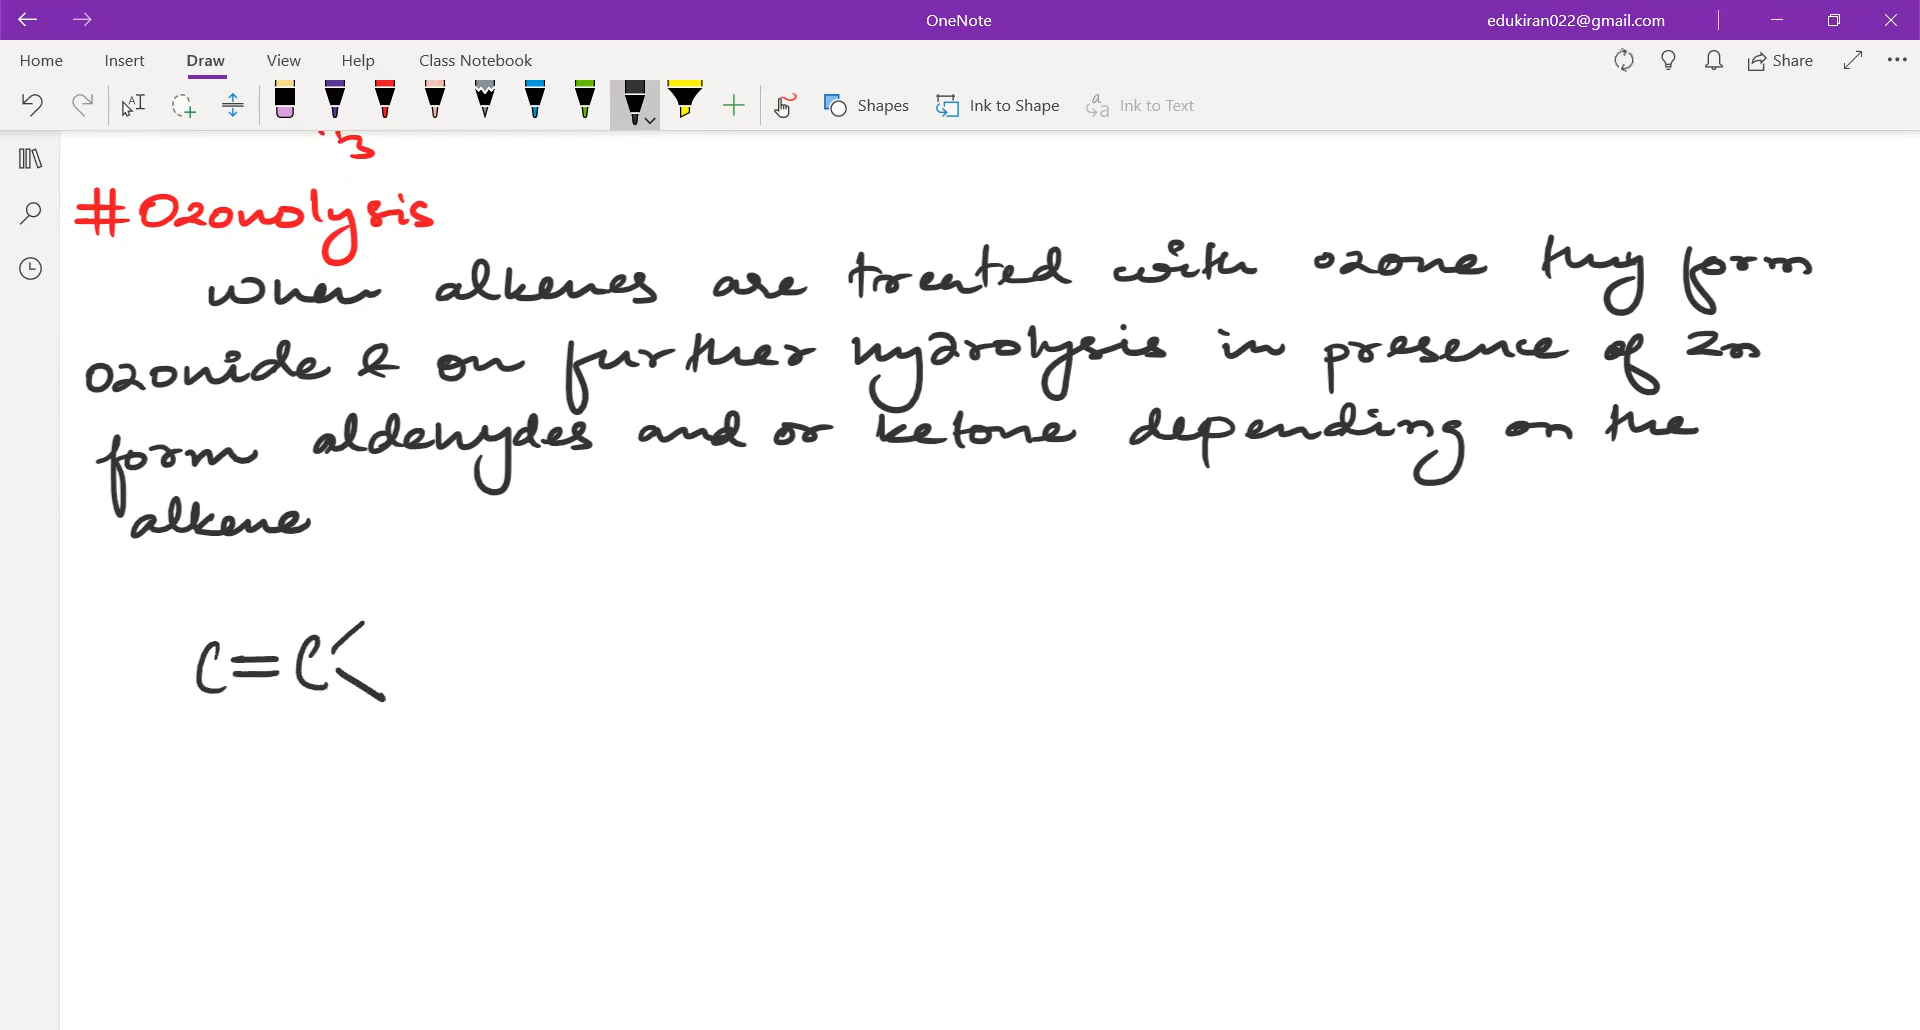 OneNote
edukiran022@gmail.com
Home Insert Draw View Help Class Notebook
Share
Shapes Ink to Shape Ink to Text
#Ozonolysis
when alkenes are treated with ozone they form
ozonide & on further hydrolysis in presence of Zn
form aldehydes and or ketone depending on the
alkene
C=C